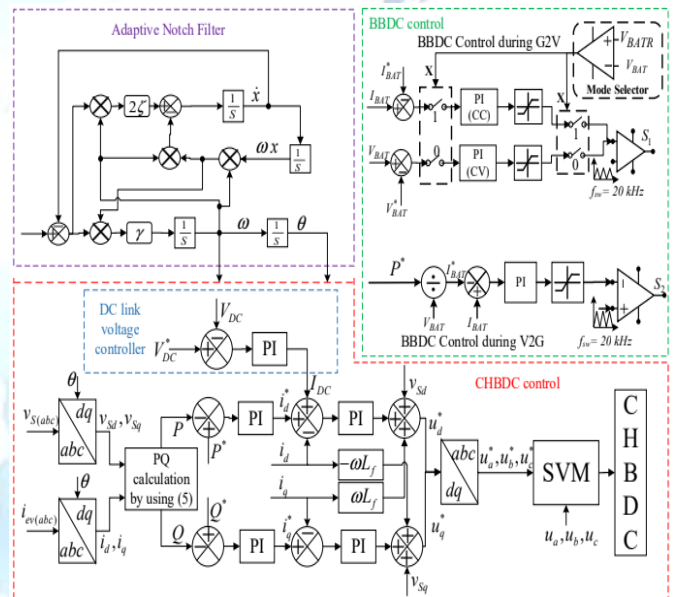 Adaptive Notch Filter
2ζ
1/S
ẋ
ωx
1/S
γ
1/S
ω
1/S
θ
BBDC control
BBDC Control during G2V
V_BATR
V_BAT
Mode Selector
I*_BAT
X
X
I_BAT
1
PI
(CC)
1
V_BAT
0
PI
(CV)
0
S_1
V*_BAT
f_sw= 20 kHz
P*
÷
I*_BAT
PI
S_2
V_BAT
I_BAT
f_sw= 20 kHz
BBDC Control during V2G
DC link
voltage
controller
V_DC
V*_DC
PI
CHBDC control
θ
I_DC
v_Sd
v_S(abc)
dq
abc
v_Sd,v_Sq
P
P*
PI
i*_d
PI
u*_d
PQ
calculation
by using (5)
i_d
-ωL_f
i_q
ωL_f
abc
dq
u*_a,u*_b,u*_c
SVM
C
H
B
D
C
θ
i_ev(abc)
dq
abc
i_d,i_q
Q
Q*
PI
i*_q
PI
u*_q
v_Sq
u_a,u_b,u_c